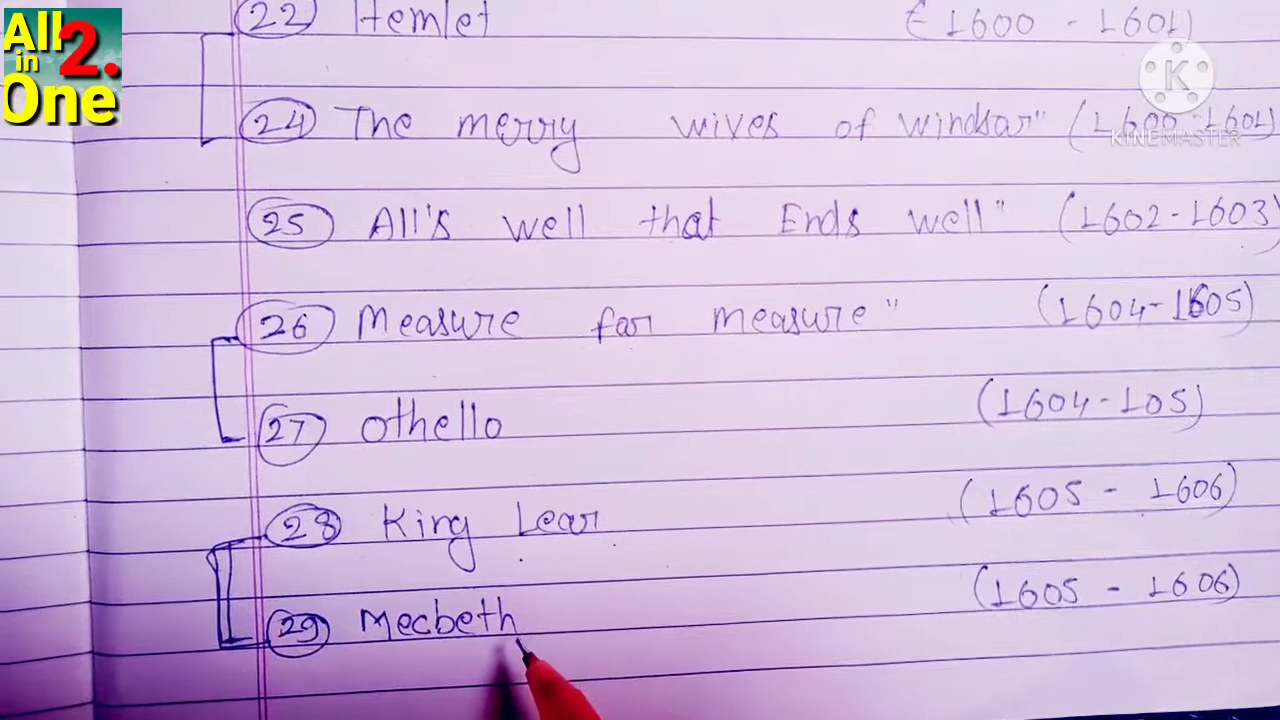 All 2.
in
One
22 Hemlet (1600 - 1601)
K
KINEMASTER
24 The merry wives of windsar" (1600-1601)
25 All's well that Ends well" (1602-1603)
26 Measure far measure" (1604-1605)
27 Othello (1604-105)
28 King Lear (1605 - 1606)
29 Mecbeth (1605 - 1606)